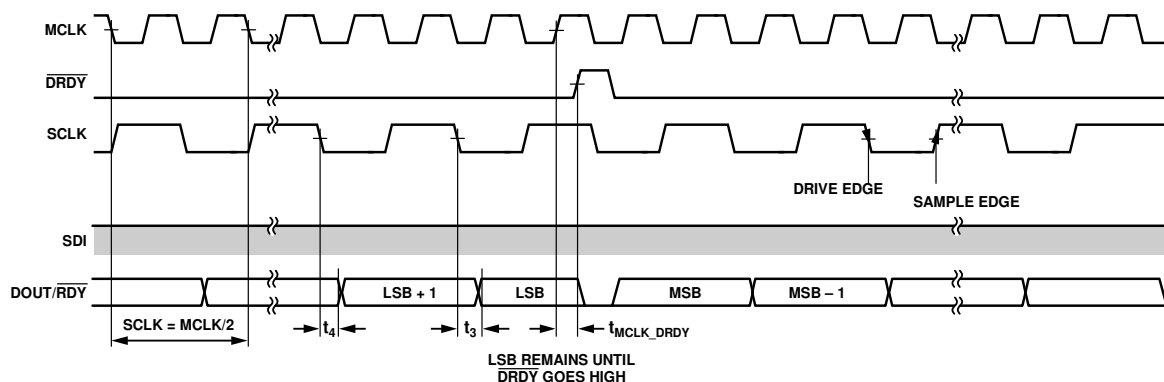 MCLK
DRDY
SCLK
DRIVE EDGE
SAMPLE EDGE
SDI
DOUT/RDY
LSB + 1
LSB
MSB
MSB – 1
SCLK = MCLK/2
t4
t3
tMCLK_DRDY
LSB REMAINS UNTIL
DRDY GOES HIGH